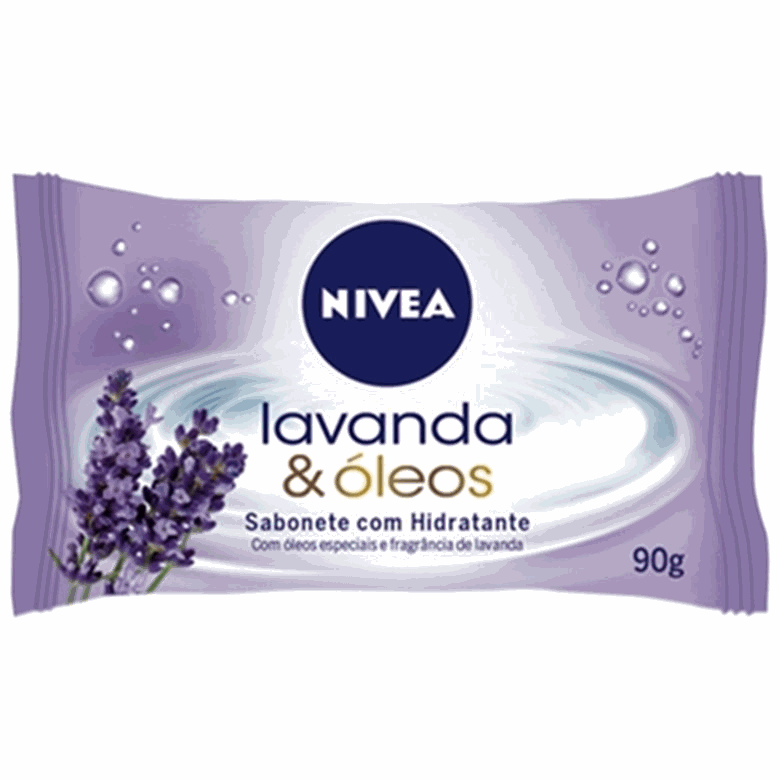 NIVEA
lavanda
& óleos
Sabonete com Hidratante
Com óleos especiais e fragrância de lavanda
90g